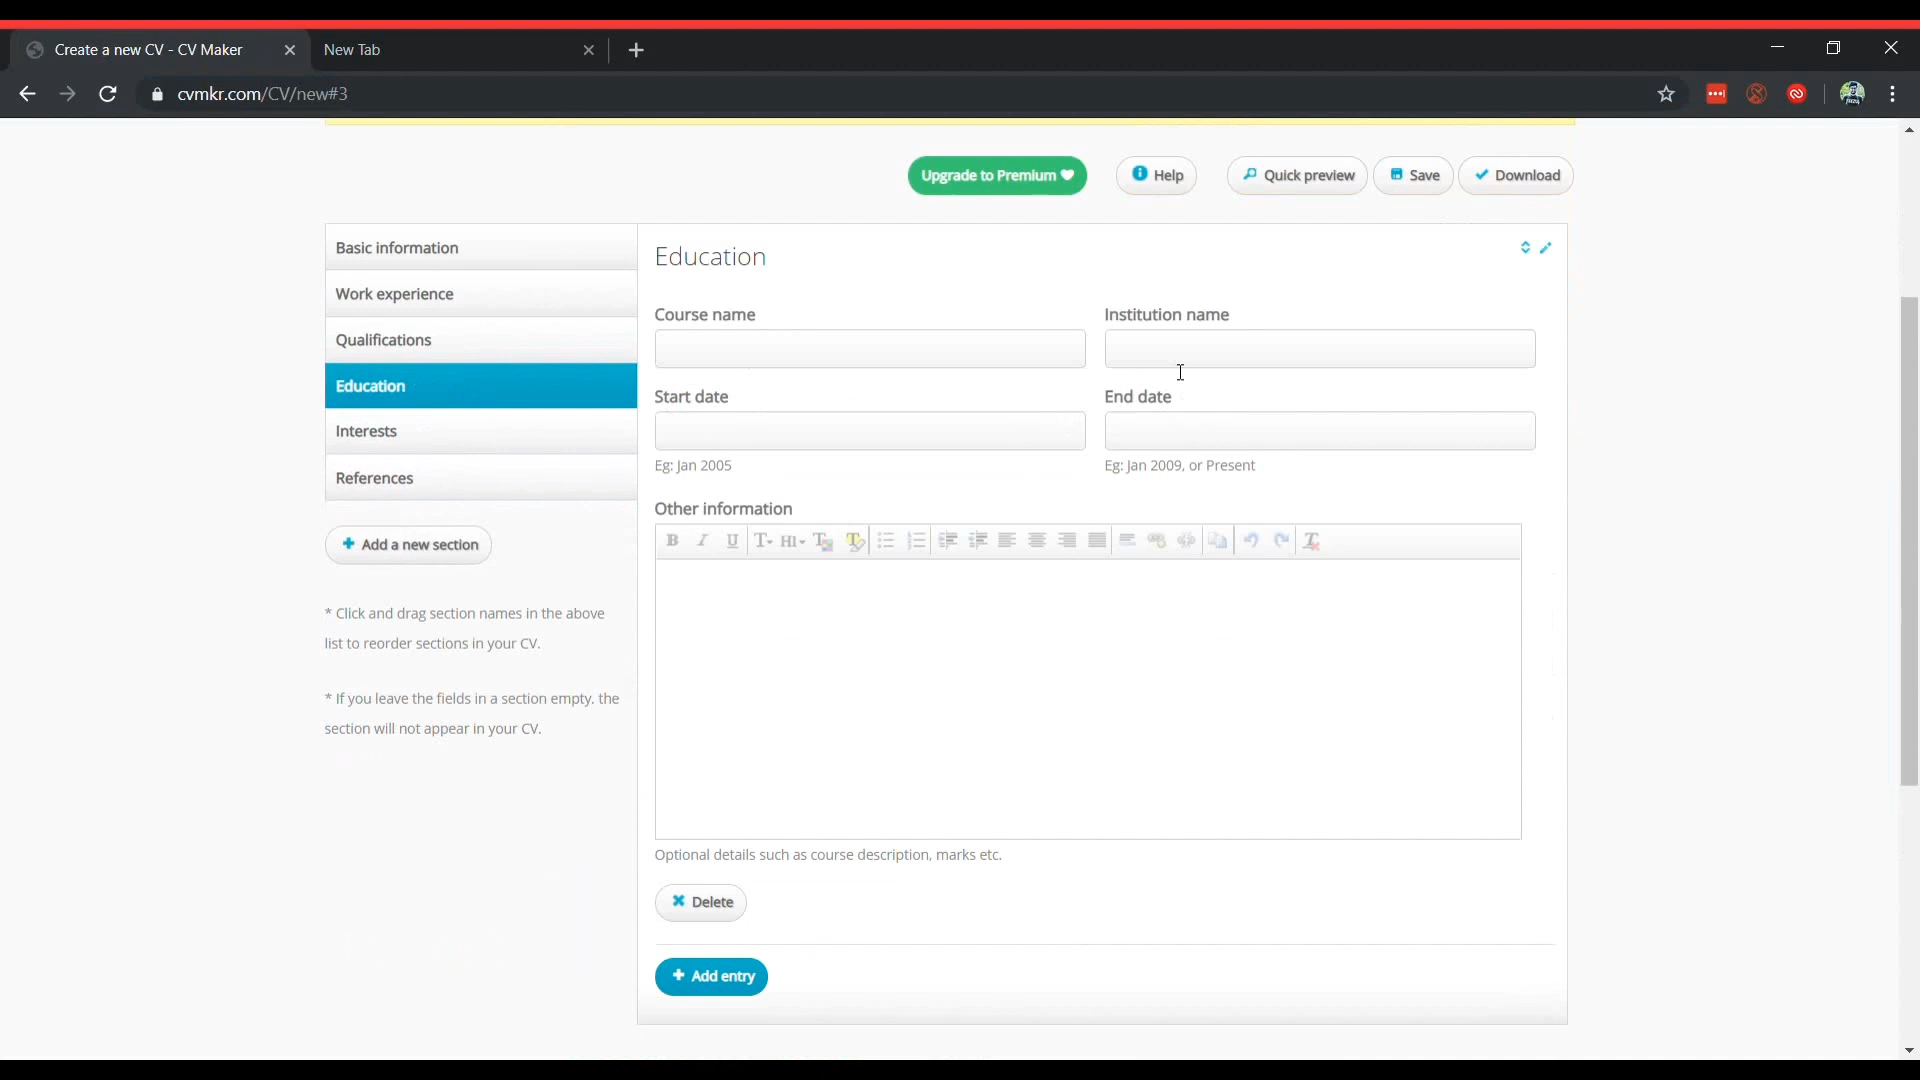 Create a new CV - CV Maker
New Tab
cvmkr.com/CV/new#3
Upgrade to Premium
Help
Quick preview
Save
Download
Basic information
Work experience
Qualifications
Education
Interests
References
Add a new section
* Click and drag section names in the above
list to reorder sections in your CV.
* If you leave the fields in a section empty, the
section will not appear in your CV.
Education
Course name
Institution name
Start date
End date
Eg: Jan 2005
Eg: Jan 2009, or Present
Other information
Optional details such as course description, marks etc.
Delete
Add entry